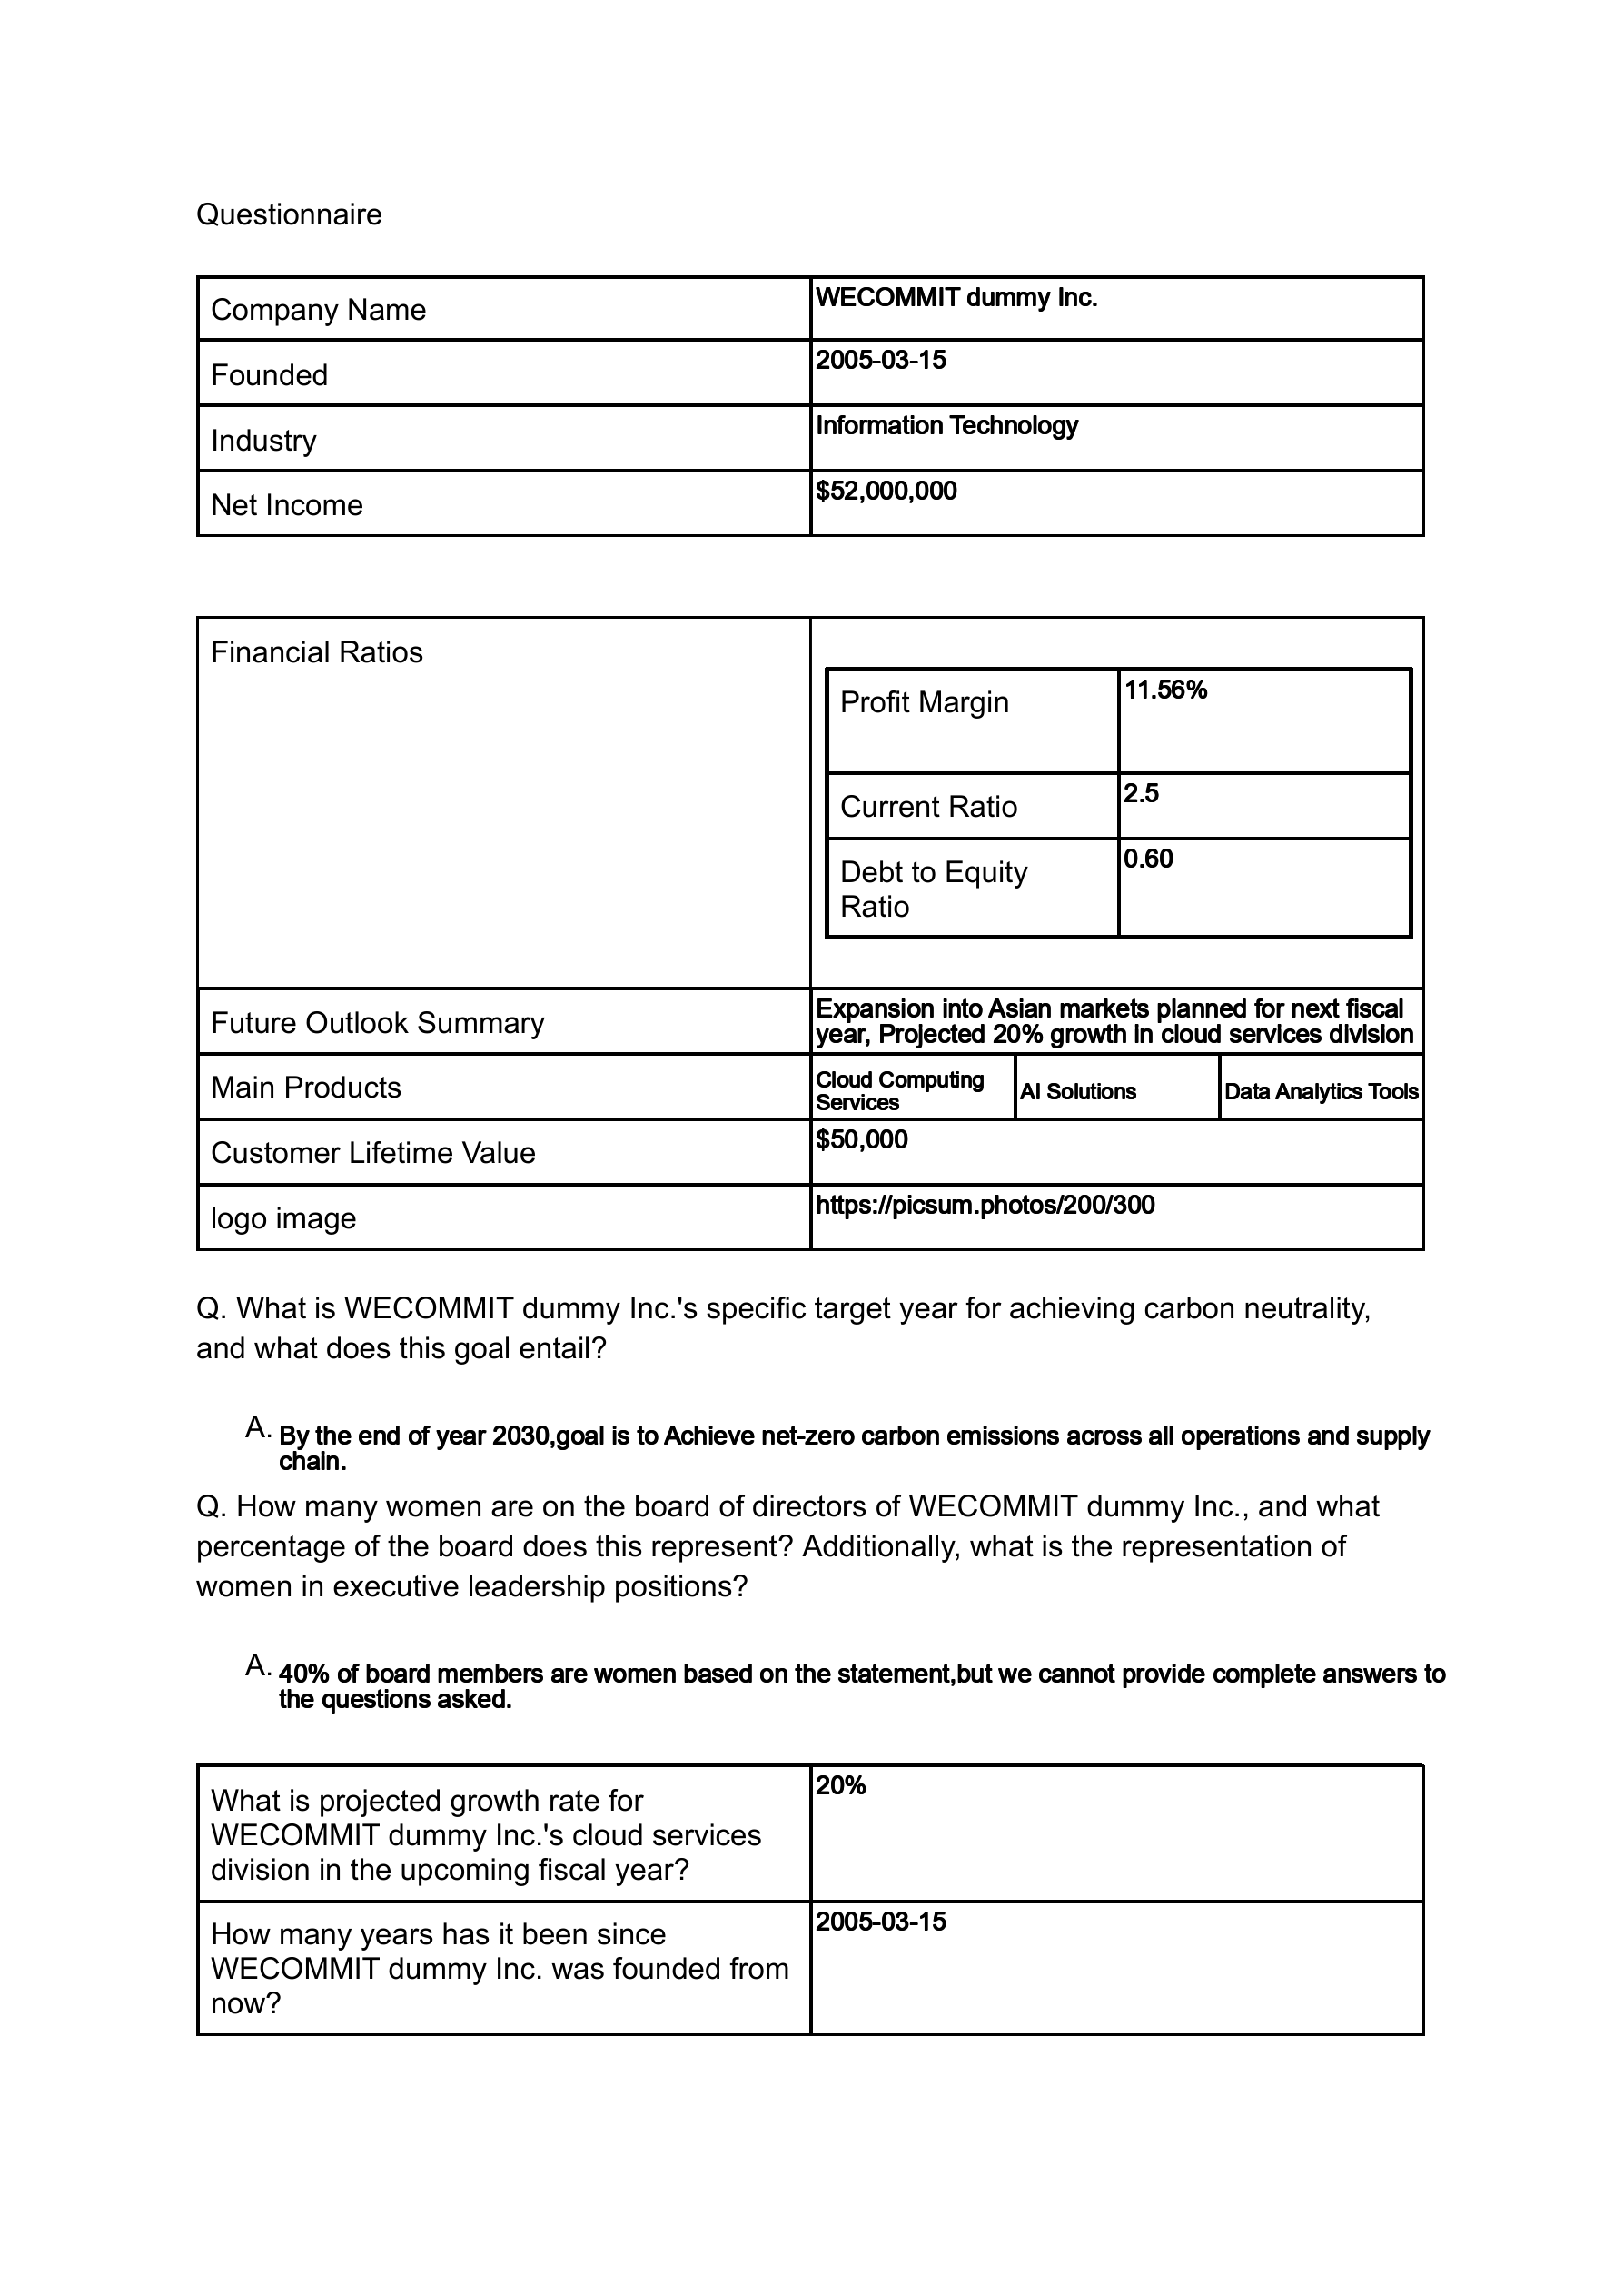 Questionnaire
Company Name
WECOMMIT dummy Inc.
Founded
2005-03-15
Industry
Information Technology
Net Income
$52,000,000
Financial Ratios
Profit Margin
11.56%
Current Ratio
2.5
Debt to Equity
Ratio
0.60
Future Outlook Summary
Expansion into Asian markets planned for next fiscal
year, Projected 20% growth in cloud services division
Main Products
Cloud Computing
Services
AI Solutions
Data Analytics Tools
Customer Lifetime Value
$50,000
logo image
https://picsum.photos/200/300
Q. What is WECOMMIT dummy Inc.'s specific target year for achieving carbon neutrality,
and what does this goal entail?
A. By the end of year 2030,goal is to Achieve net-zero carbon emissions across all operations and supply
chain.
Q. How many women are on the board of directors of WECOMMIT dummy Inc., and what
percentage of the board does this represent? Additionally, what is the representation of
women in executive leadership positions?
A. 40% of board members are women based on the statement,but we cannot provide complete answers to
the questions asked.
What is projected growth rate for
WECOMMIT dummy Inc.'s cloud services
division in the upcoming fiscal year?
20%
How many years has it been since
WECOMMIT dummy Inc. was founded from
now?
2005-03-15